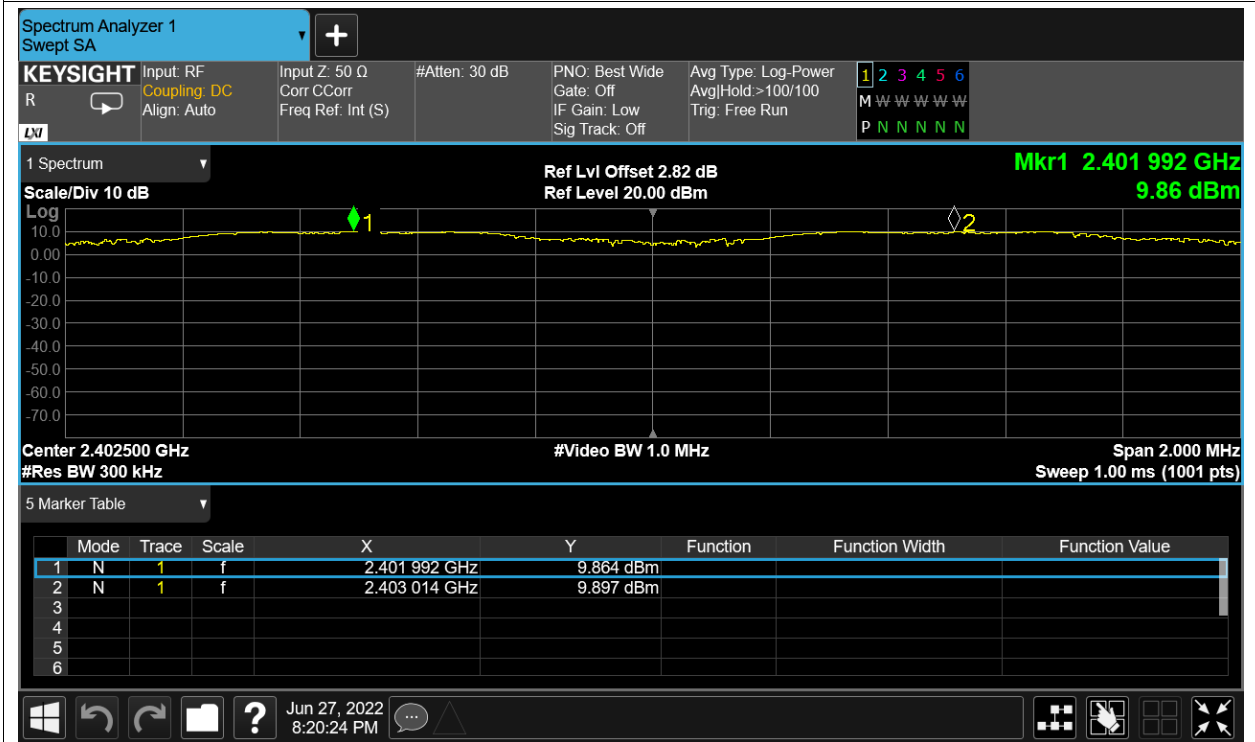 Spectrum Analyzer 1
Swept SA
+
KEYSIGHT
R
LXI
Input: RF
Coupling: DC
Align: Auto
Input Z: 50 Ω
Corr CCorr
Freq Ref: Int (S)
#Atten: 30 dB
PNO: Best Wide
Gate: Off
IF Gain: Low
Sig Track: Off
Avg Type: Log-Power
Avg|Hold:>100/100
Trig: Free Run
1 2 3 4 5 6
M W W W W W
P N N N N N
1 Spectrum
Scale/Div 10 dB
Ref Lvl Offset 2.82 dB
Ref Level 20.00 dBm
Mkr1 2.401 992 GHz
9.86 dBm
Log
10.0
0.00
-10.0
-20.0
-30.0
-40.0
-50.0
-60.0
-70.0
1
2
Center 2.402500 GHz
#Res BW 300 kHz
#Video BW 1.0 MHz
Span 2.000 MHz
Sweep 1.00 ms (1001 pts)
5 Marker Table
Mode Trace Scale X Y Function Function Width Function Value
1 N 1 f 2.401 992 GHz 9.864 dBm
2 N 1 f 2.403 014 GHz 9.897 dBm
3
4
5
6
?
Jun 27, 2022
8:20:24 PM